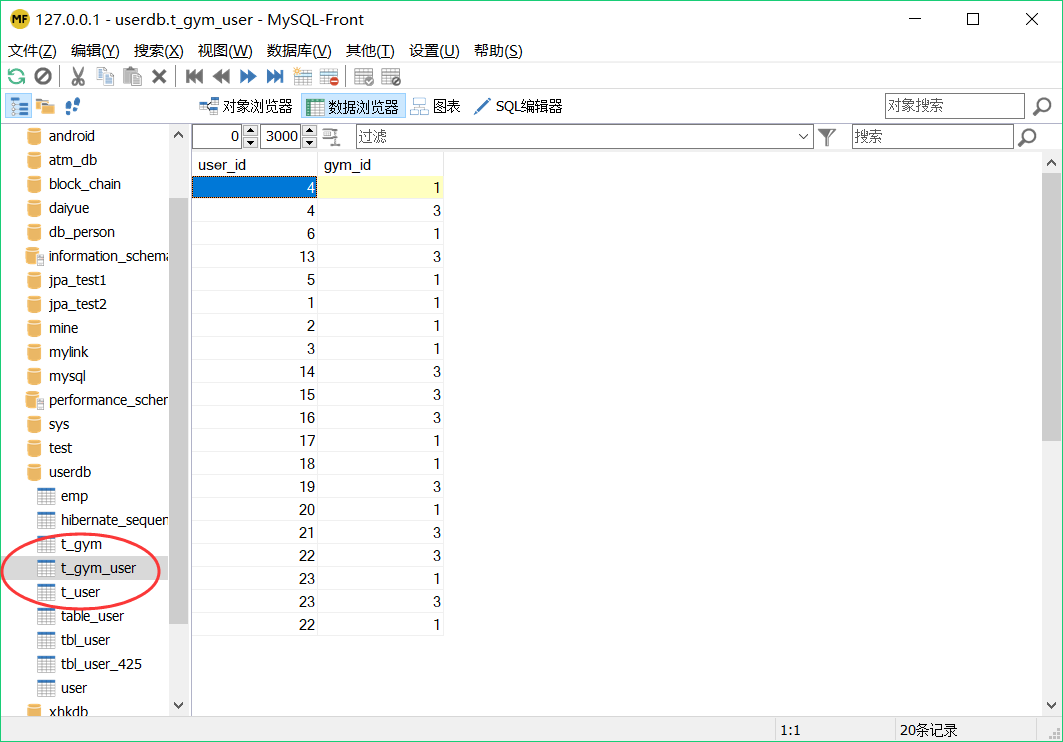 MF 127.0.0.1 - userdb.t_gym_user - MySQL-Front
文件(Z) 编辑(Y) 搜索(X) 视图(W) 数据库(V) 其他(T) 设置(U) 帮助(S)
对象浏览器 数据浏览器 图表 SQL编辑器 对象搜索
0 3000 过滤 搜索
android
atm_db
block_chain
daiyue
db_person
information_schema
jpa_test1
jpa_test2
mine
mylink
mysql
performance_scher
sys
test
userdb
emp
hibernate_sequen
t_gym
t_gym_user
t_user
table_user
tbl_user
tbl_user_425
user
xhkdb
user_id gym_id
4 1
4 3
6 1
13 3
5 1
1 1
2 1
3 1
14 3
15 3
16 3
17 1
18 1
19 3
20 1
21 3
22 3
23 1
23 3
22 1
1:1 20条记录